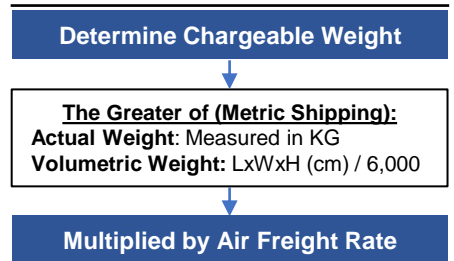 Determine Chargeable Weight
The Greater of (Metric Shipping):
Actual Weight: Measured in KG
Volumetric Weight: LxWxH (cm) / 6,000
Multiplied by Air Freight Rate